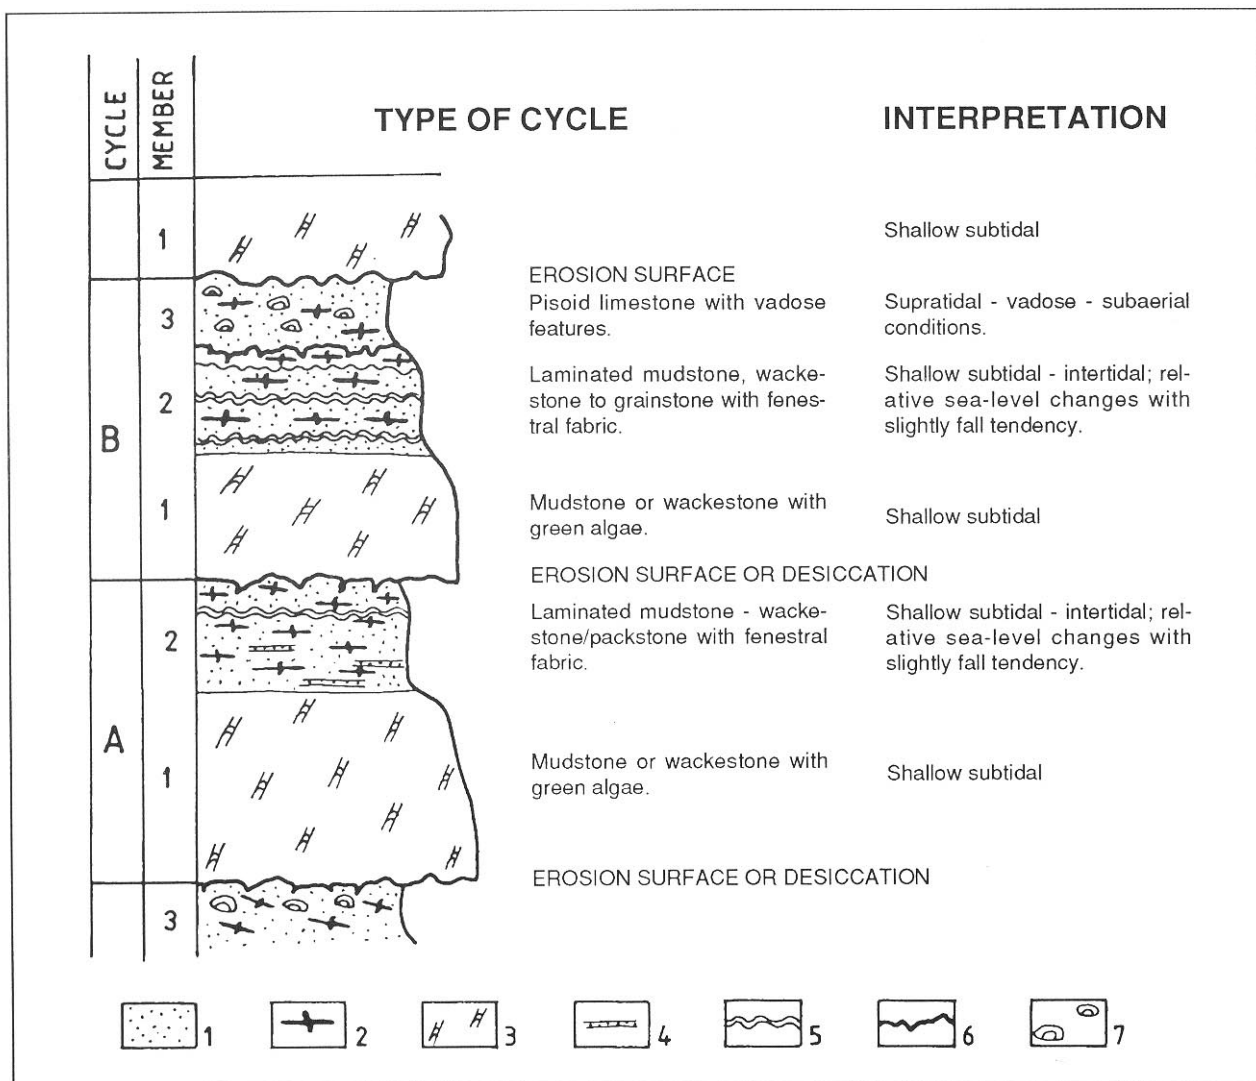 CYCLE
MEMBER
TYPE OF CYCLE
INTERPRETATION
1
Shallow subtidal
EROSION SURFACE
B
3
Pisoid limestone with vadose
features.
Supratidal - vadose - subaerial
conditions.
2
Laminated mudstone, wacke-
stone to grainstone with fenes-
tral fabric.
Shallow subtidal - intertidal; rel-
ative sea-level changes with
slightly fall tendency.
1
Mudstone or wackestone with
green algae.
Shallow subtidal
EROSION SURFACE OR DESICCATION
A
2
Laminated mudstone - wacke-
stone/packstone with fenestral
fabric.
Shallow subtidal - intertidal; rel-
ative sea-level changes with
slightly fall tendency.
1
Mudstone or wackestone with
green algae.
Shallow subtidal
EROSION SURFACE OR DESICCATION
3
1
2
3
4
5
6
7